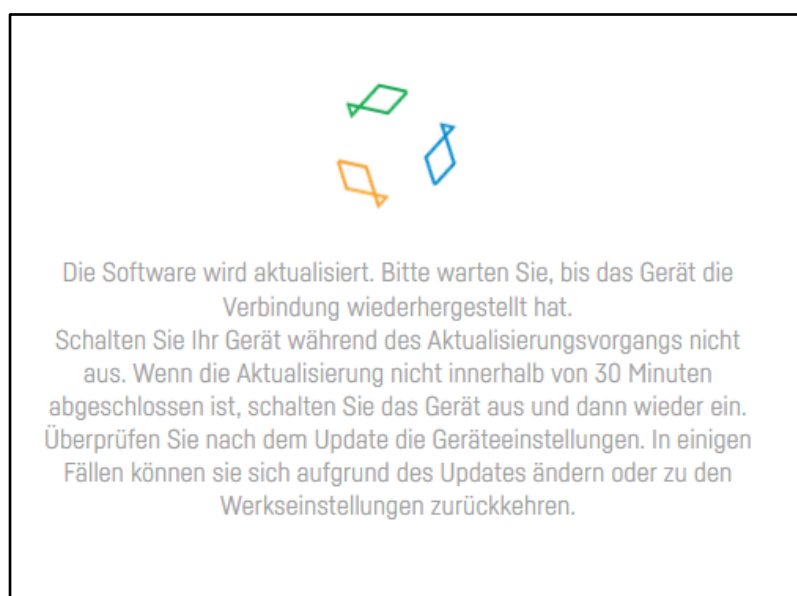 Die Software wird aktualisiert. Bitte warten Sie, bis das Gerät die
Verbindung wiederhergestellt hat.
Schalten Sie Ihr Gerät während des Aktualisierungsvorgangs nicht
aus. Wenn die Aktualisierung nicht innerhalb von 30 Minuten
abgeschlossen ist, schalten Sie das Gerät aus und dann wieder ein.
Überprüfen Sie nach dem Update die Geräteeinstellungen. In einigen
Fällen können sie sich aufgrund des Updates ändern oder zu den
Werkseinstellungen zurückkehren.